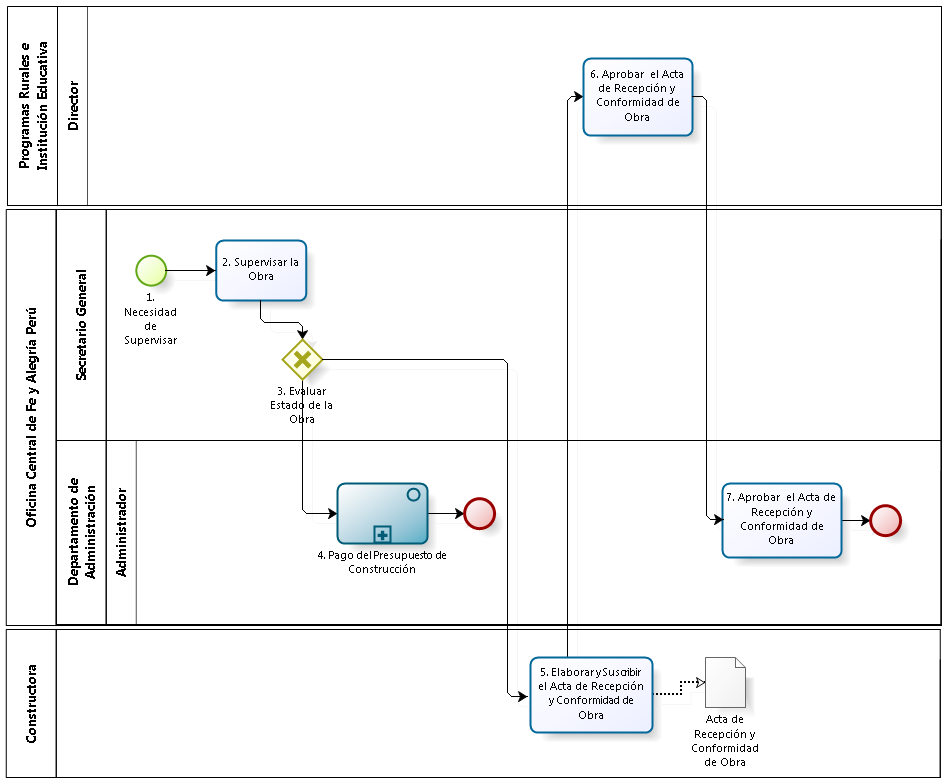 Programas Rurales e
Institución Educativa
Director
6. Aprobar el Acta
de Recepción y
Conformidad de
Obra
Oficina Central de Fe y Alegría Perú
Secretario General
1.
Necesidad
de
Supervisar
2. Supervisar la
Obra
3. Evaluar
Estado de la
Obra
Departamento de
Administración
Administrador
4. Pago del Presupuesto de
Construcción
7. Aprobar el Acta de
Recepción y
Conformidad de
Obra
Constructora
5. Elaborar y Suscribir
el Acta de Recepción
y Conformidad de
Obra
Acta de
Recepción y
Conformidad
de Obra